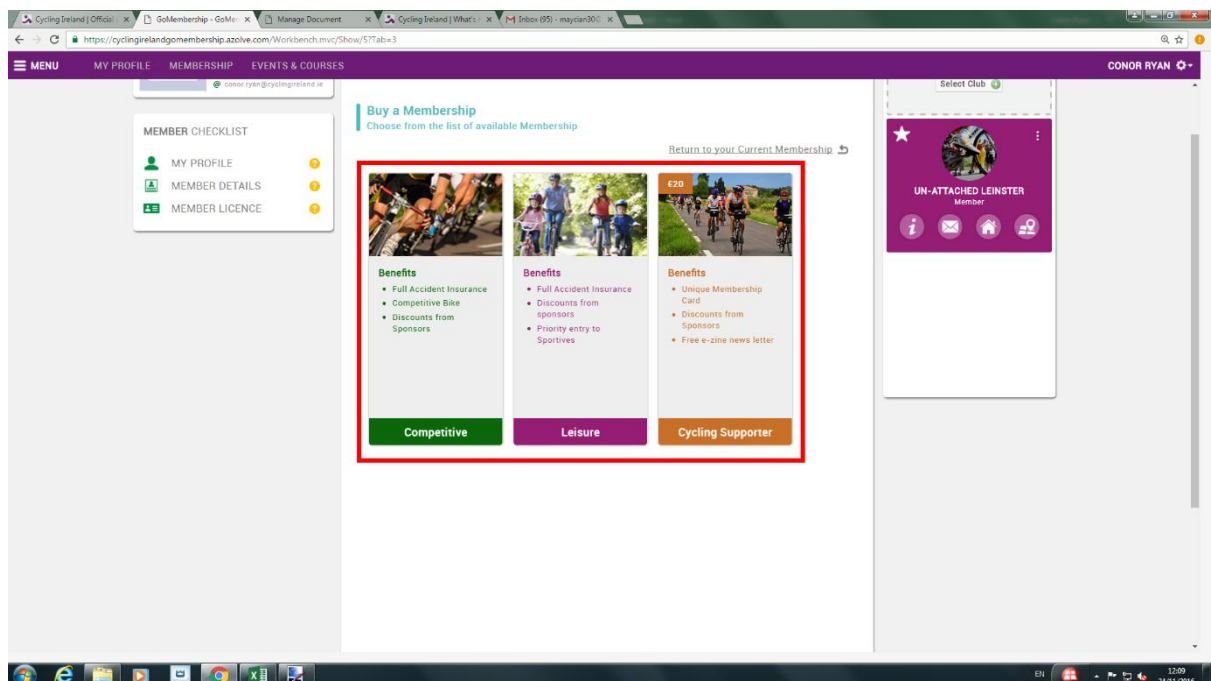 Cycling Ireland | Official
GoMembership - GoMe
Manage Document
Cycling Ireland | What's
Inbox (95) - maycian30
https://cyclingirelandgomembership.azolve.com/Workbench.mvc/Show/5?Tab=3
MENU
MY PROFILE
MEMBERSHIP
EVENTS & COURSES
CONOR RYAN
conor.ryan@cyclingireland.ie
MEMBER CHECKLIST
MY PROFILE
MEMBER DETAILS
MEMBER LICENCE
Buy a Membership
Choose from the list of available Membership
Return to your Current Membership
Benefits
• Full Accident Insurance
• Competitive Bike
• Discounts from
Sponsors
Competitive
Benefits
• Full Accident Insurance
• Discounts from
sponsors
• Priority entry to
Sportives
Leisure
€20
Benefits
• Unique Membership
Card
• Discounts from
Sponsors
• Free e-zine news letter
Cycling Supporter
Select Club
UN-ATTACHED LEINSTER
Member
EN
12:09
24/11/2016